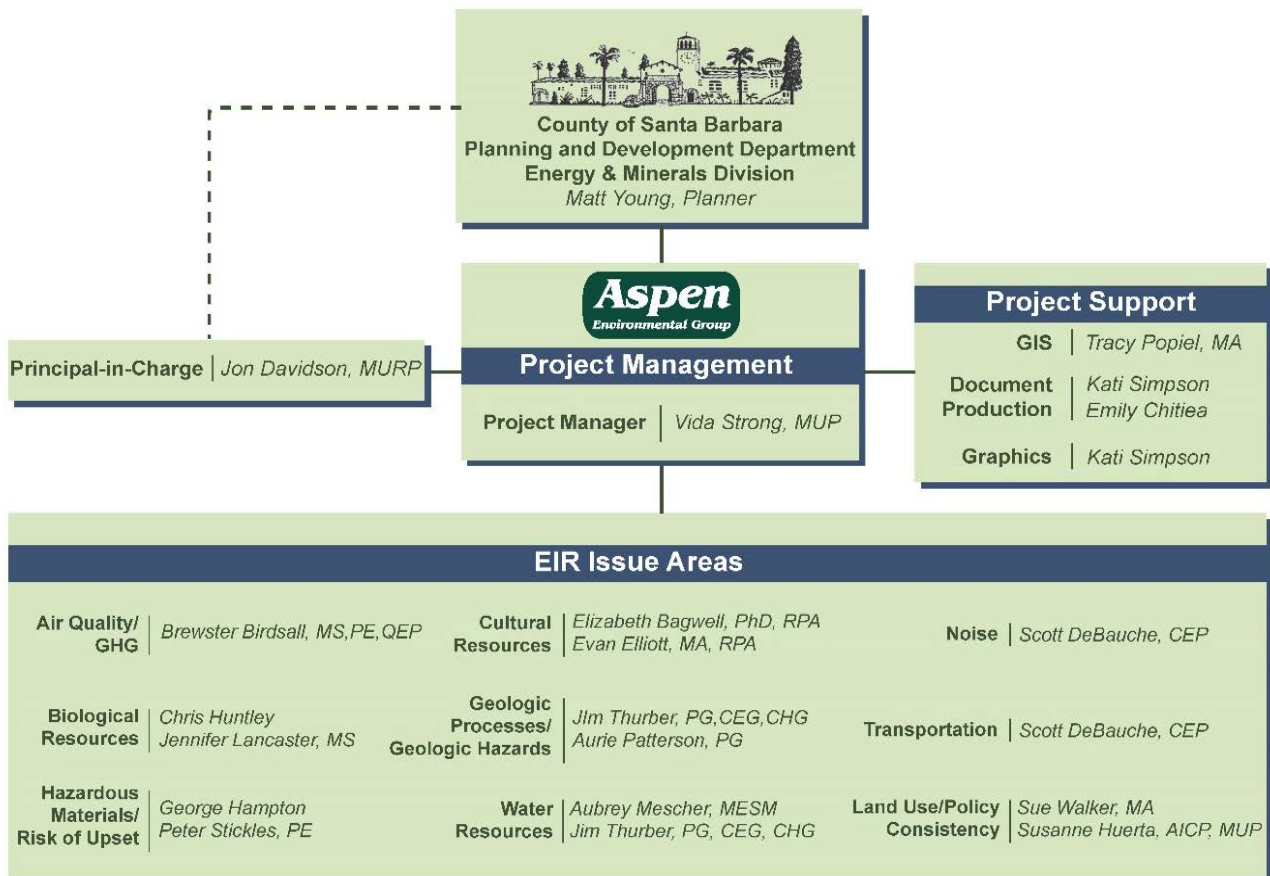 County of Santa Barbara
Planning and Development Department
Energy & Minerals Division
Matt Young, Planner
Aspen
Environmental Group
Project Management
Project Manager Vida Strong, MUP
Principal-in-Charge Jon Davidson, MURP
Project Support
GIS Tracy Popiel, MA
Document Kati Simpson
Production Emily Chitiea
Graphics Kati Simpson
EIR Issue Areas
Air Quality/
GHG
Brewster Birdsall, MS,PE,QEP
Cultural Elizabeth Bagwell, PhD, RPA
Resources Evan Elliott, MA, RPA
Noise Scott DeBauche, CEP
Biological Chris Huntley
Resources Jennifer Lancaster, MS
Geologic
Processes/
Geologic Hazards
JIm Thurber, PG,CEG,CHG
Aurie Patterson, PG
Transportation Scott DeBauche, CEP
Hazardous
Materials/
Risk of Upset
George Hampton
Peter Stickles, PE
Water Aubrey Mescher, MESM
Resources Jim Thurber, PG, CEG, CHG
Land Use/Policy Sue Walker, MA
Consistency Susanne Huerta, AICP, MUP